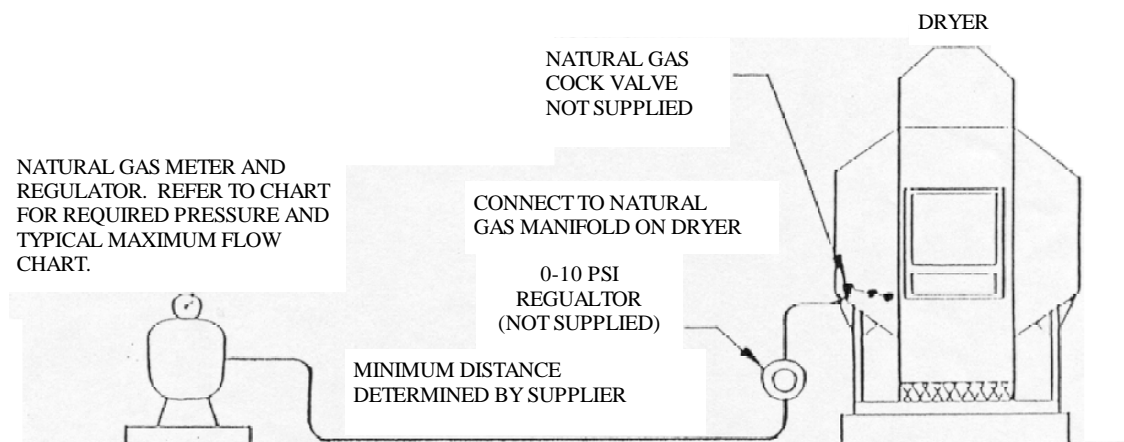 DRYER
NATURAL GAS
COCK VALVE
NOT SUPPLIED
NATURAL GAS METER AND
REGULATOR. REFER TO CHART
FOR REQUIRED PRESSURE AND
TYPICAL MAXIMUM FLOW
CHART.
CONNECT TO NATURAL
GAS MANIFOLD ON DRYER
0-10 PSI
REGUALTOR
(NOT SUPPLIED)
MINIMUM DISTANCE
DETERMINED BY SUPPLIER